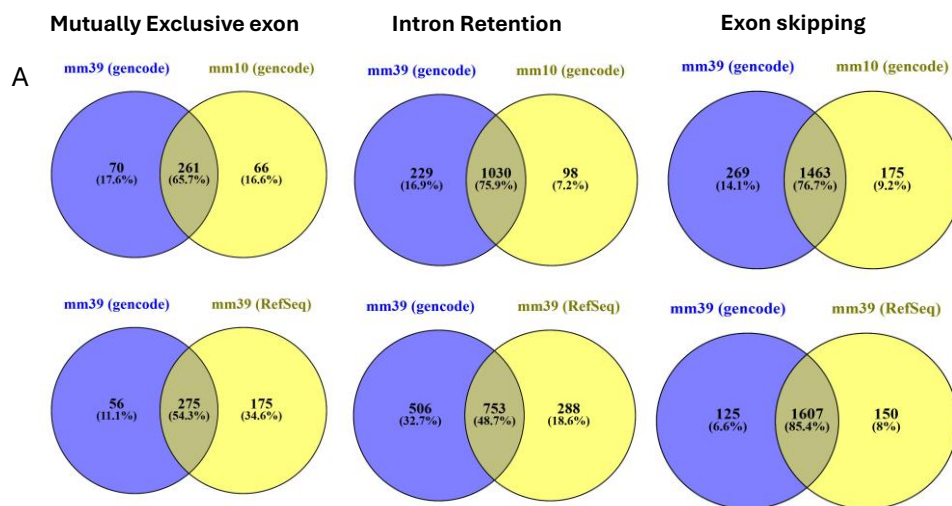 Mutually Exclusive exon
Intron Retention
Exon skipping
A
mm39 (gencode)
mm10 (gencode)
70
(17.6%)
261
(65.7%)
66
(16.6%)
mm39 (gencode)
mm10 (gencode)
229
(16.9%)
1030
(75.9%)
98
(7.2%)
mm39 (gencode)
mm10 (gencode)
269
(14.1%)
1463
(76.7%)
175
(9.2%)
mm39 (gencode)
mm39 (RefSeq)
56
(11.1%)
275
(54.3%)
175
(34.6%)
mm39 (gencode)
mm39 (RefSeq)
506
(32.7%)
753
(48.7%)
288
(18.6%)
mm39 (gencode)
mm39 (RefSeq)
125
(6.6%)
1607
(85.4%)
150
(8%)